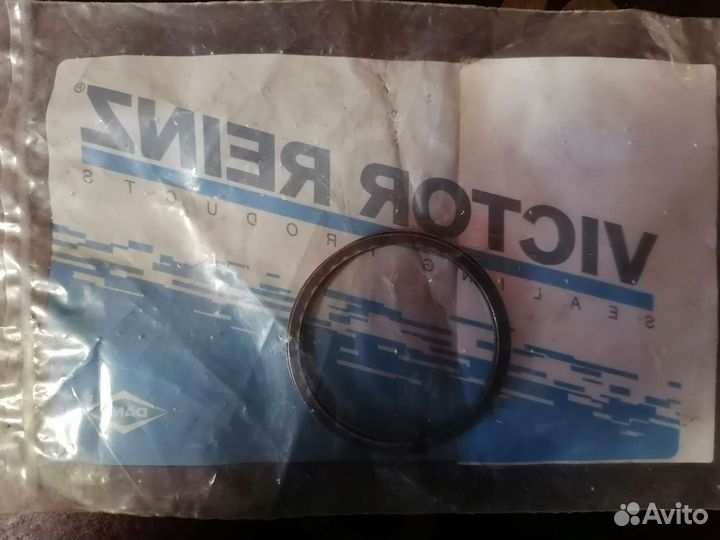 VICTOR REINZ®
SEALING PRODUCTS
DANA
Avito